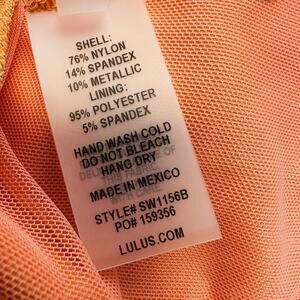 SHELL:
76% NYLON
14% SPANDEX
10% METALLIC
LINING:
95% POLYESTER
5% SPANDEX
HAND WASH COLD
DO NOT BLEACH
HANG DRY
MADE IN MEXICO
STYLE# SW1156B
PO# 159356
LULUS.COM